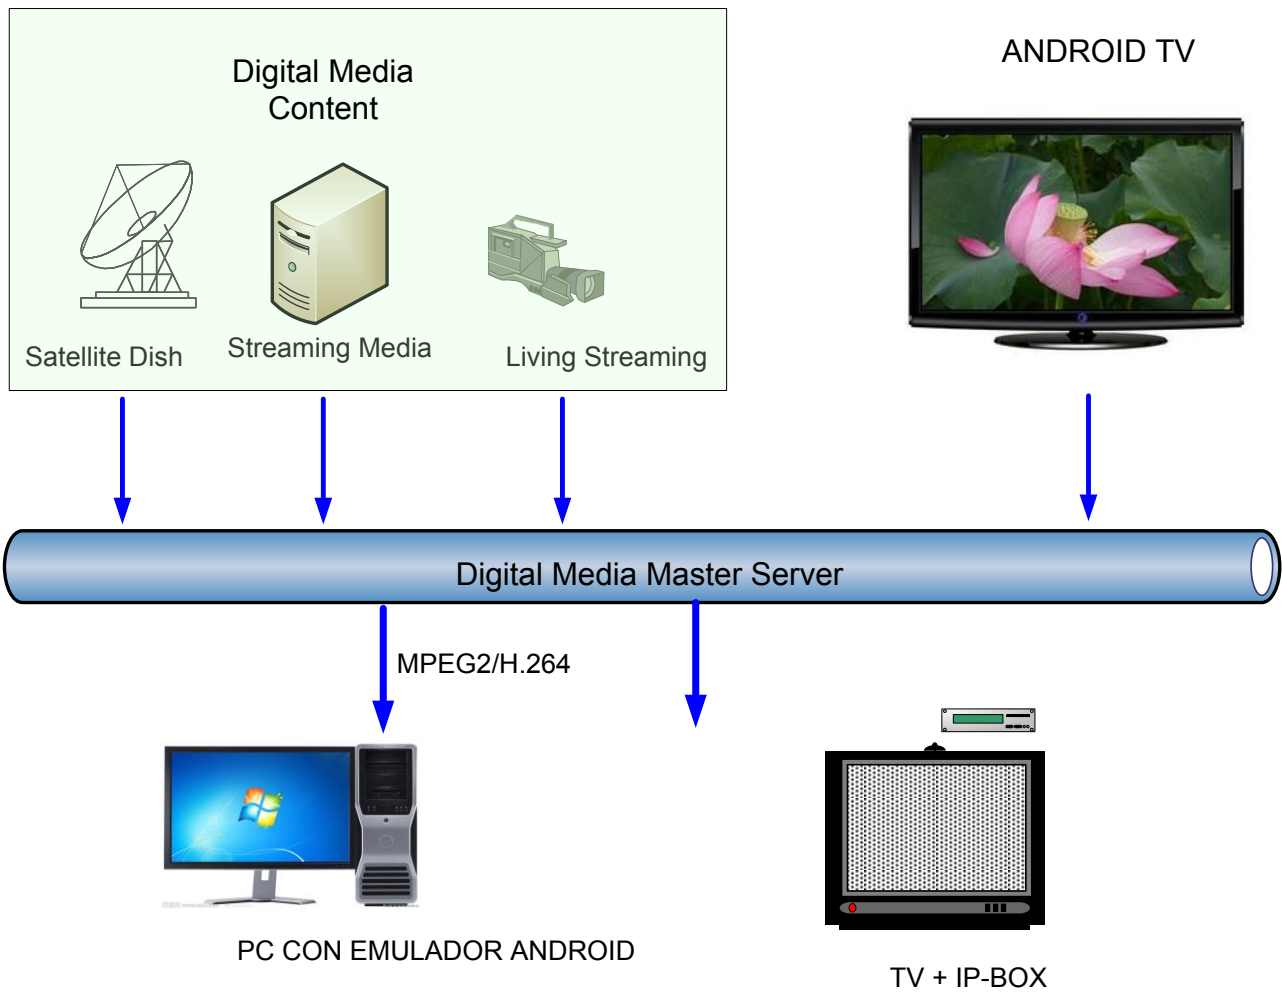 Digital Media
Content
ANDROID TV
Satellite Dish
Streaming Media
Living Streaming
Digital Media Master Server
MPEG2/H.264
PC CON EMULADOR ANDROID
TV + IP-BOX